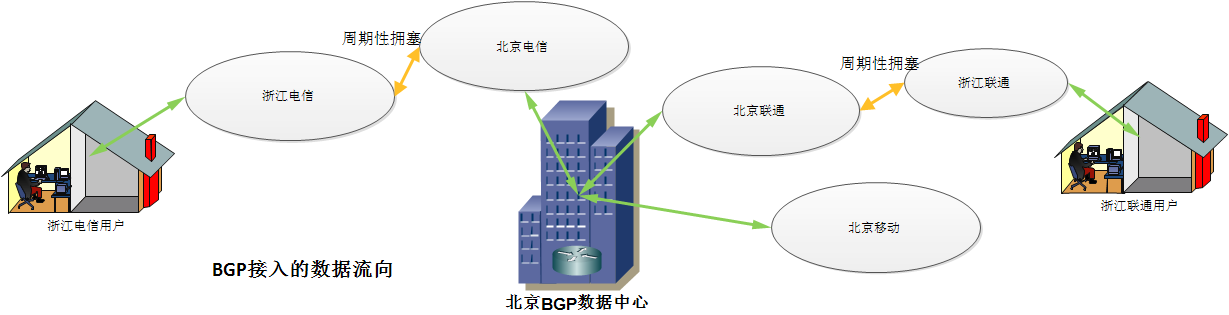 周期性拥塞
北京电信
浙江电信
周期性拥塞
浙江联通
北京联通
浙江电信用户
浙江联通用户
北京移动
BGP接入的数据流向
北京BGP数据中心